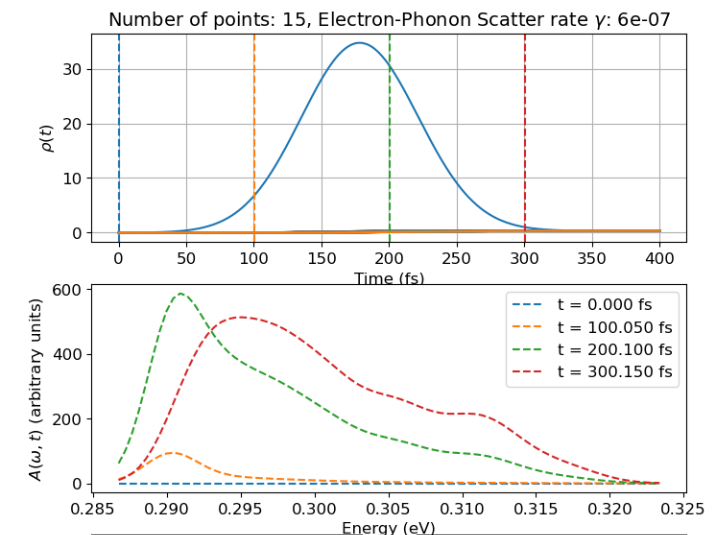 Number of points: 15, Electron-Phonon Scatter rate γ: 6e-07
ρ(t)
30
20
10
0
0 50 100 150 200 250 300 350 400
Time (fs)
A(ω, t) (arbitrary units)
600
400
200
0
t = 0.000 fs
t = 100.050 fs
t = 200.100 fs
t = 300.150 fs
0.285 0.290 0.295 0.300 0.305 0.310 0.315 0.320 0.325
Energy (eV)